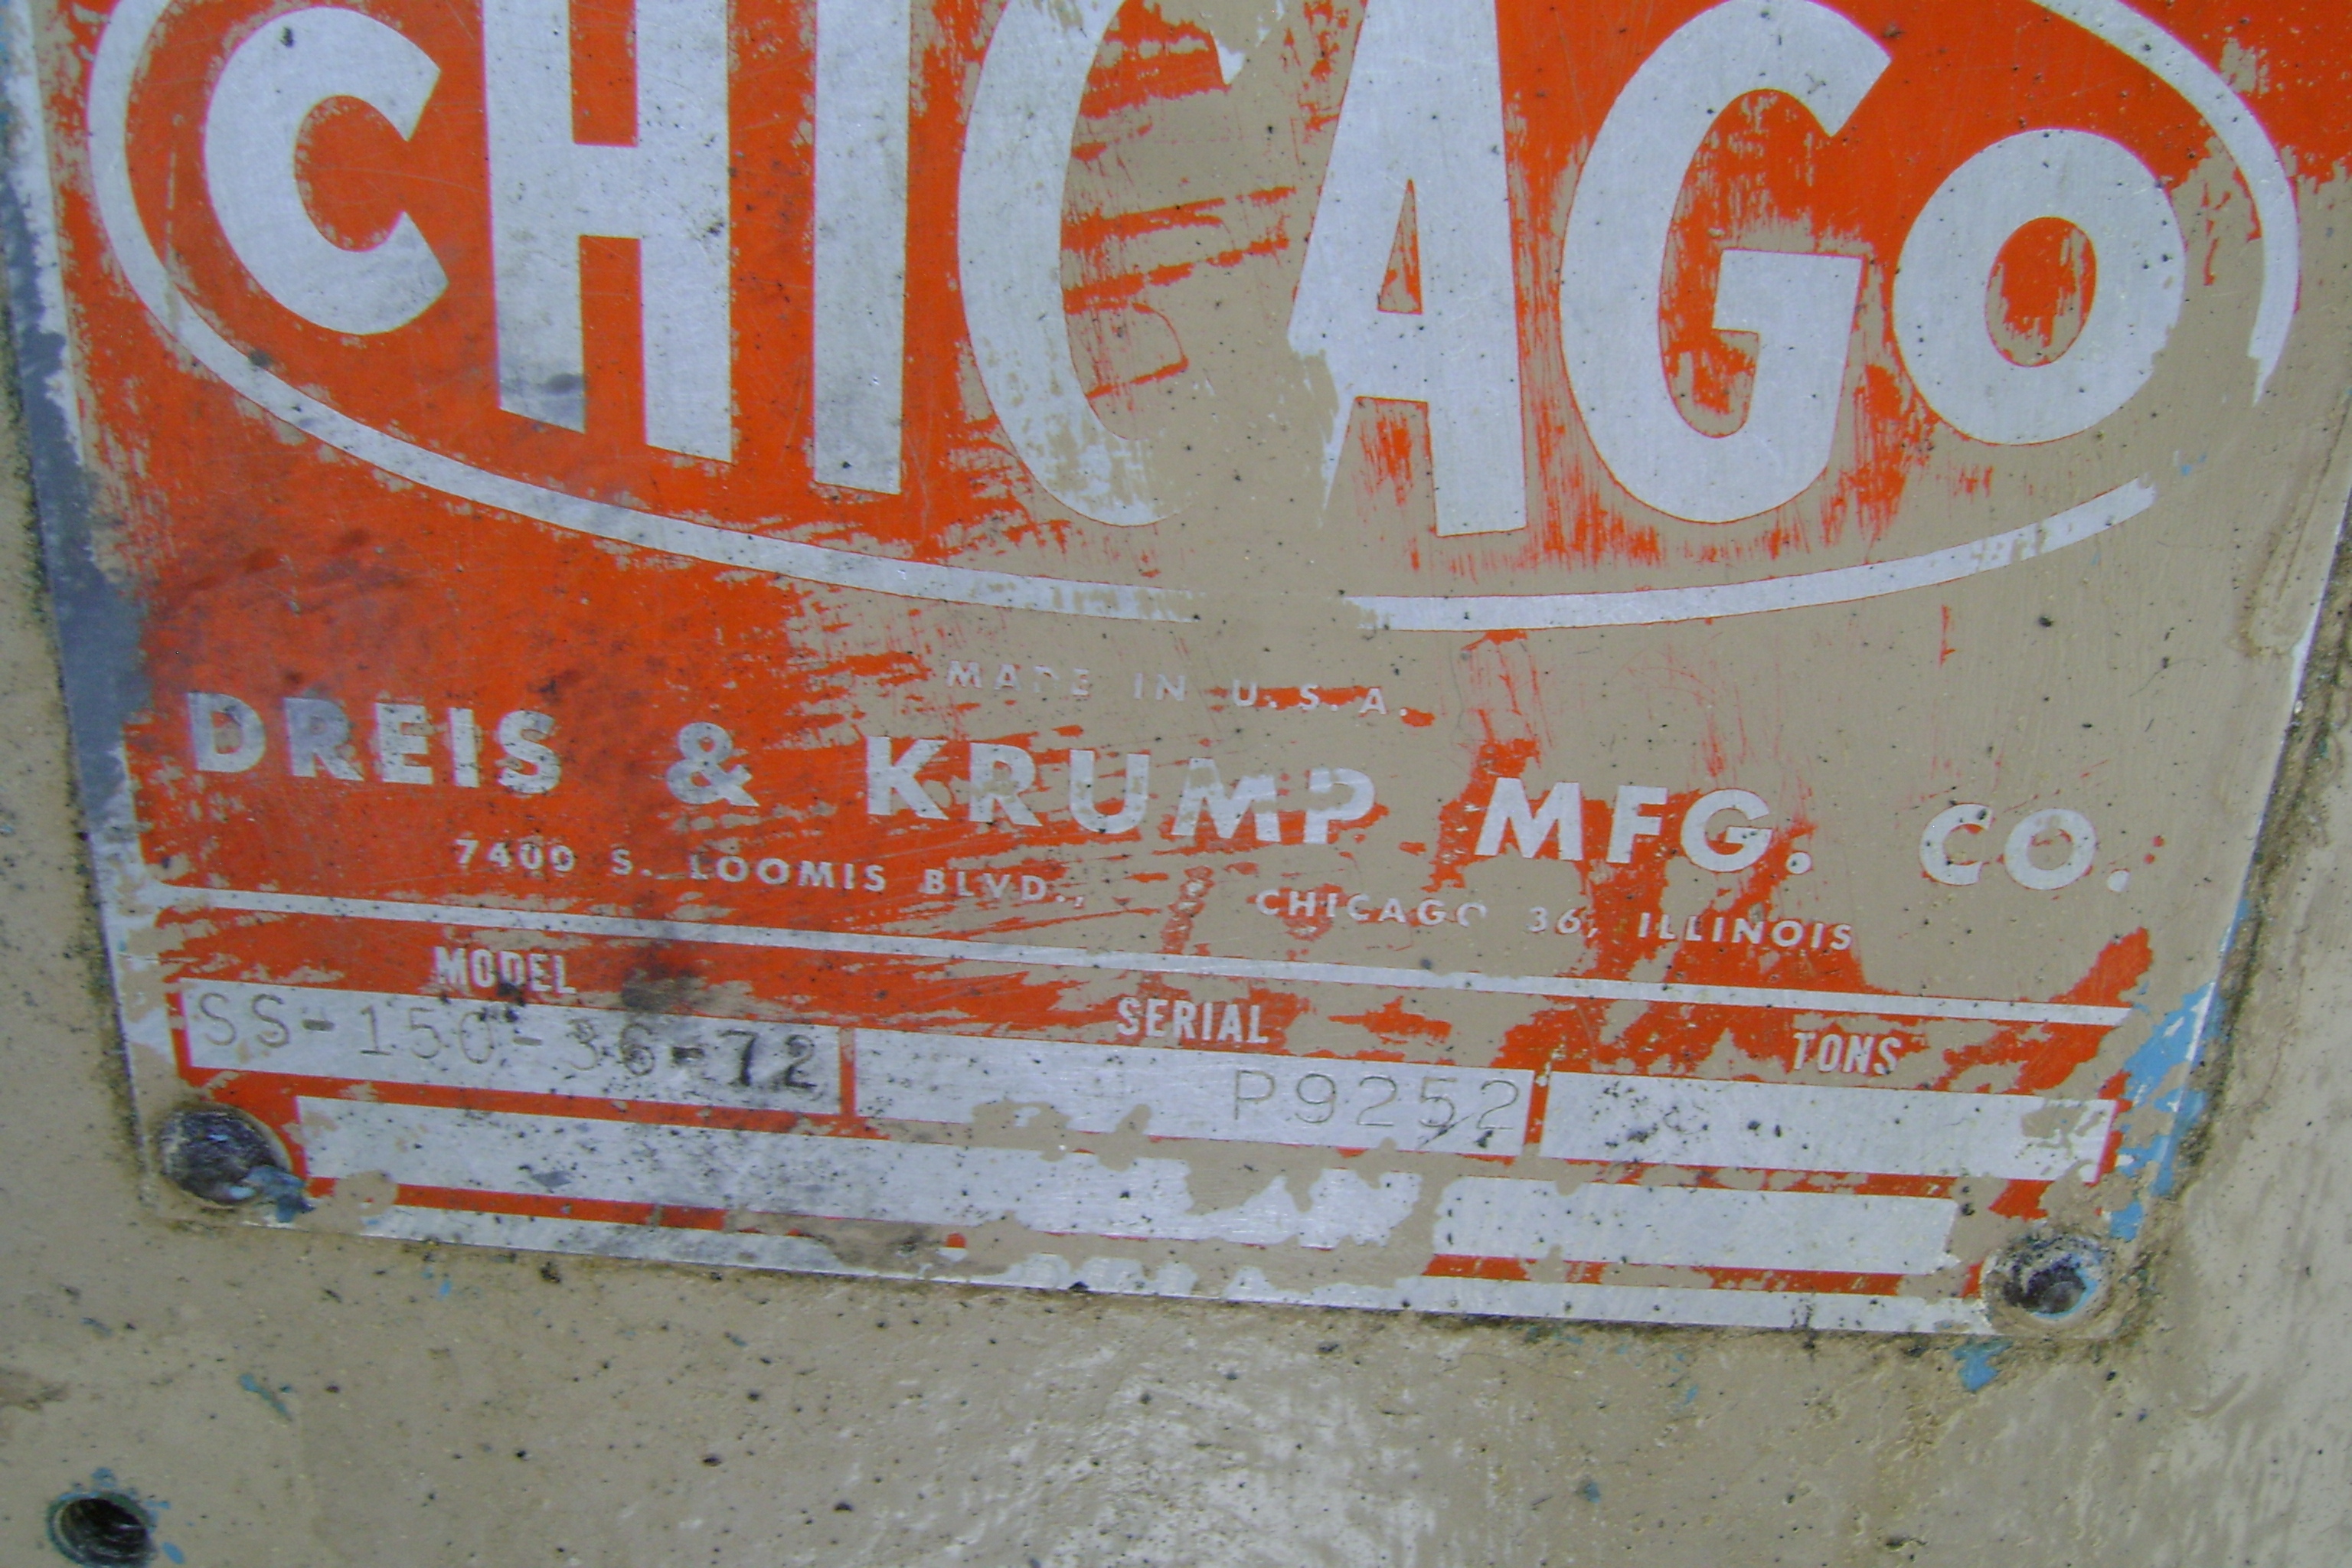 CHICAGO
MADE IN U.S.A.
DREIS & KRUMP MFG. CO.
7400 S. LOOMIS BLVD., CHICAGO 36, ILLINOIS
MODEL SERIAL TONS
SS-150-36-72 P9252